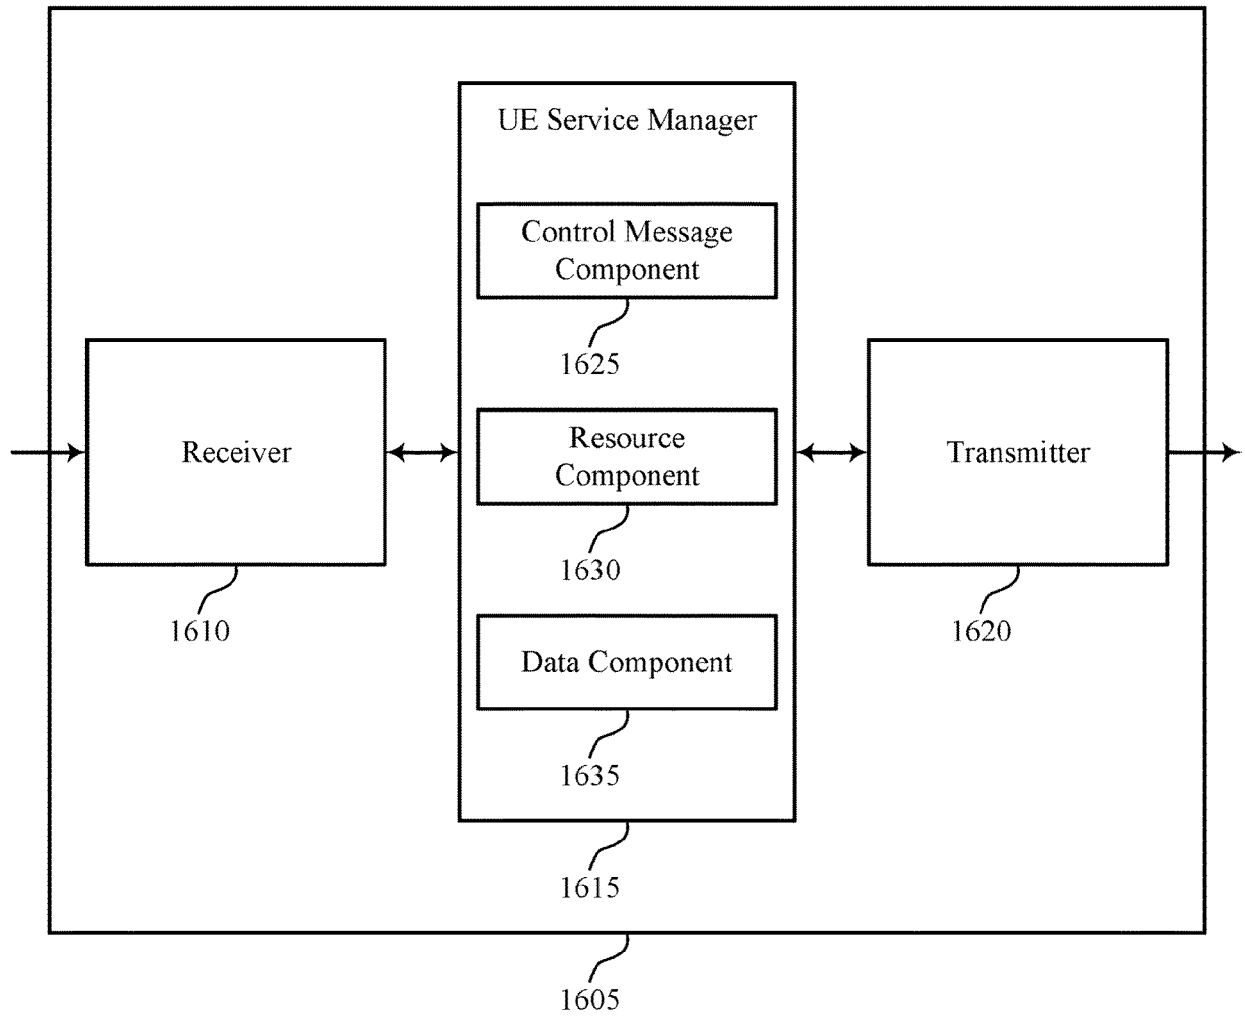 UE Service Manager
Control Message
Component
1625
Receiver
1610
Resource
Component
1630
Transmitter
1620
Data Component
1635
1615
1605